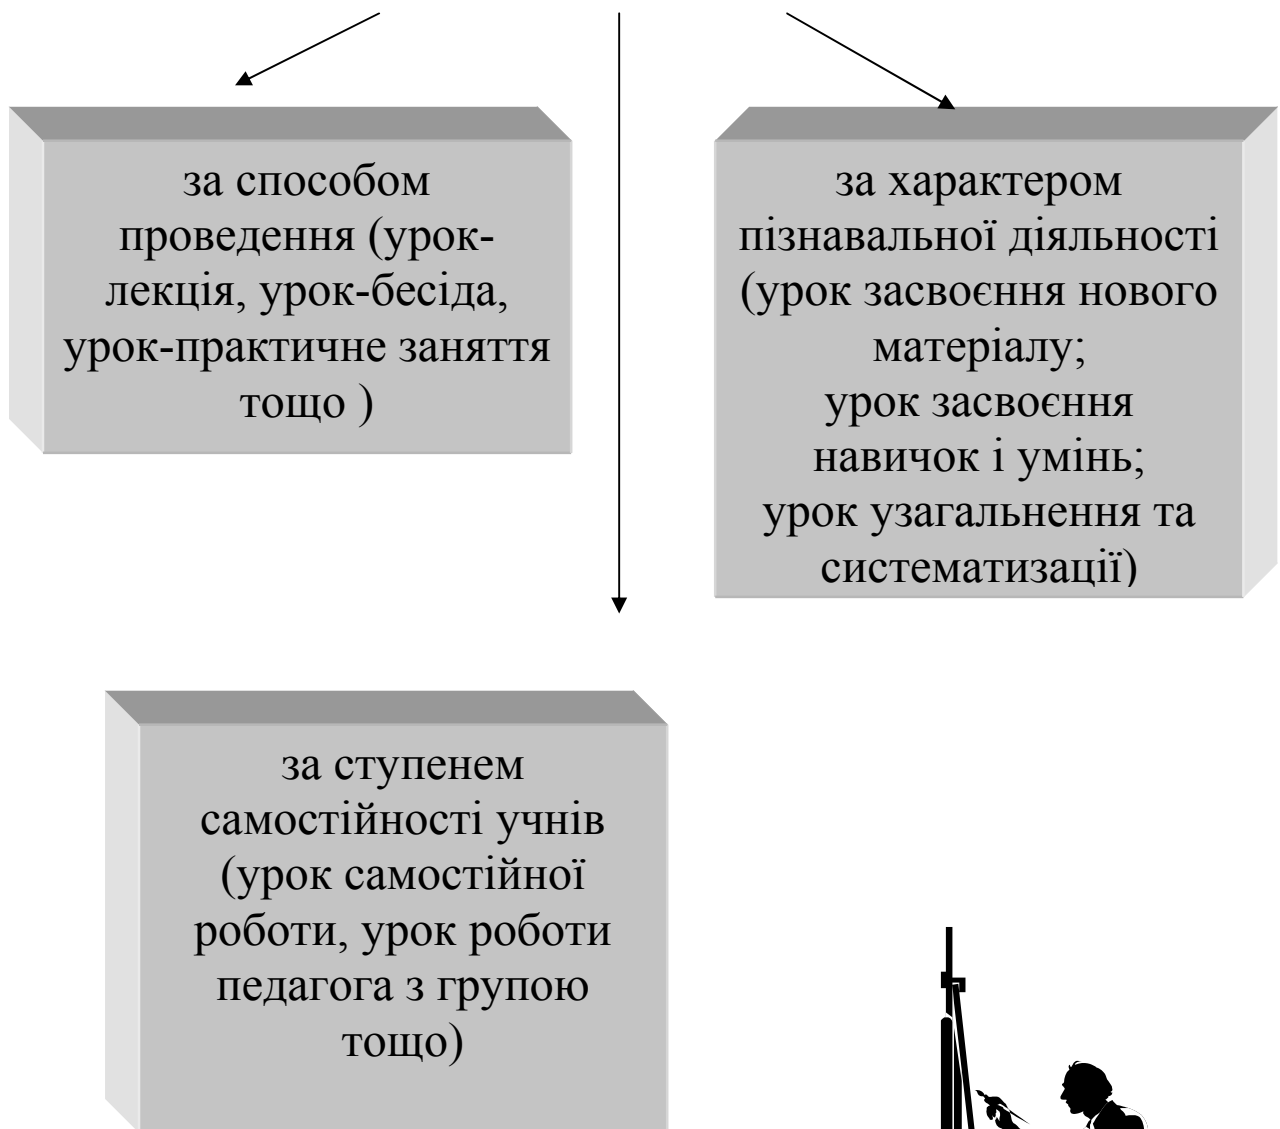 за способом
проведення (урок-
лекція, урок-бесіда,
урок-практичне заняття
тощо )
за характером
пізнавальної діяльності
(урок засвоєння нового
матеріалу;
урок засвоєння
навичок і умінь;
урок узагальнення та
систематизації)
за ступенем
самостійності учнів
(урок самостійної
роботи, урок роботи
педагога з групою
тощо)